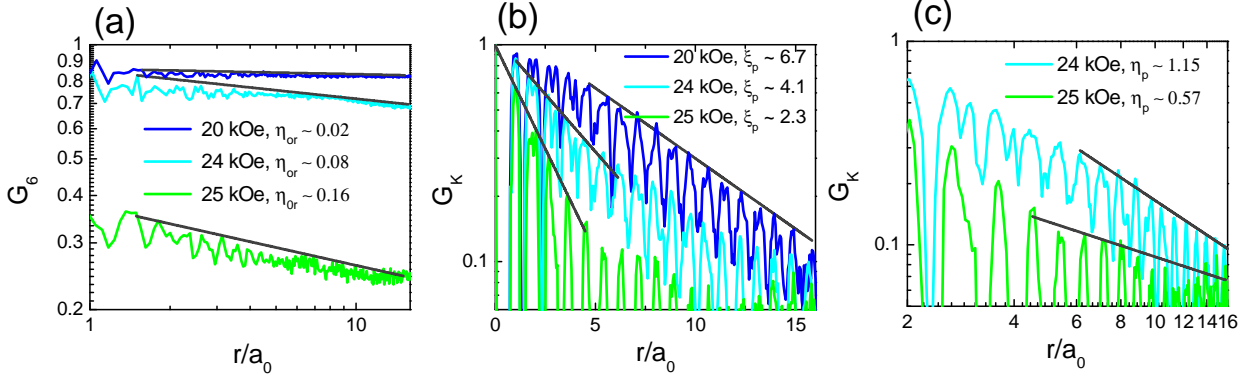 (a)
1
0.9
0.8
0.7
0.6
0.5
0.4
0.3
0.2
G6
20 kOe, ηor ~ 0.02
24 kOe, ηor ~ 0.08
25 kOe, η0r ~ 0.16
1
10
r/a0
(b)
1
0.1
GK
20 kOe, ξp ~ 6.7
24 kOe, ξp ~ 4.1
25 kOe, ξp ~ 2.3
0 5 10 15
r/a0
(c)
1
0.1
GK
24 kOe, ηp ~ 1.15
25 kOe, ηp ~ 0.57
2 4 6 8 10 12 14 16
r/a0